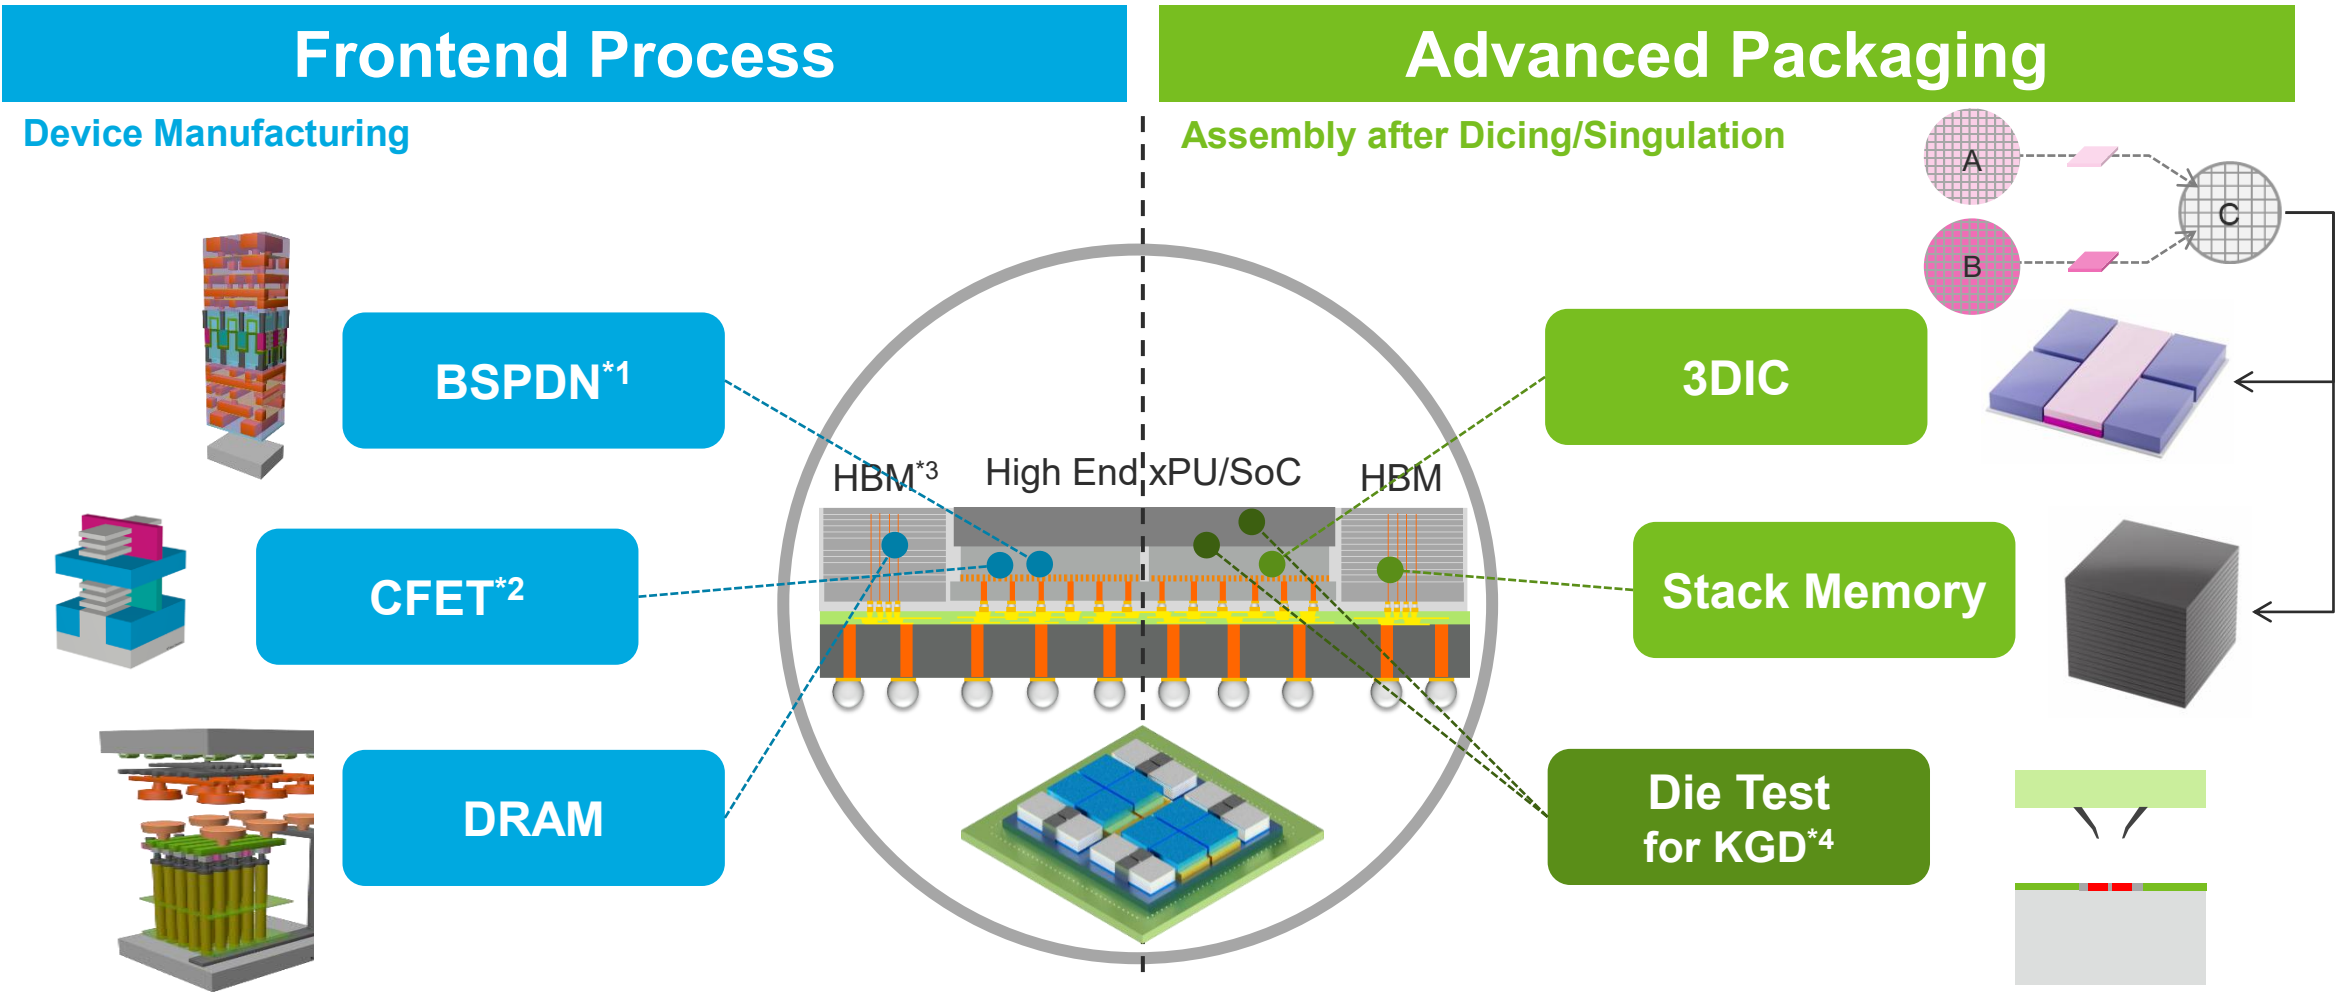 Frontend Process
Advanced Packaging
Device Manufacturing
Assembly after Dicing/Singulation
A
C
B
BSPDN*1
3DIC
HBM*3
High End xPU/SoC
HBM
CFET*2
Stack Memory
DRAM
Die Test
for KGD*4